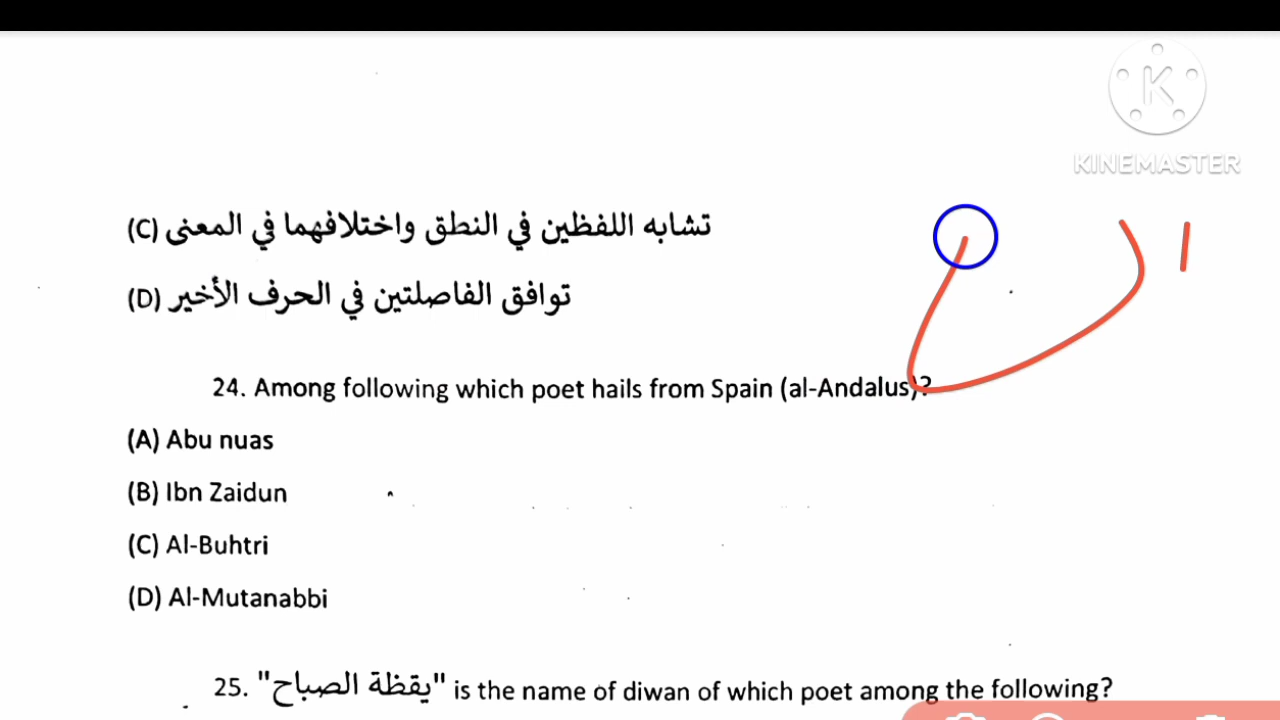 KINEMASTER
(C) تشابه اللفظين في النطق واختلافهما في المعنى
(D) توافق الفاصلتين في الحرف الأخير
24. Among following which poet hails from Spain (al-Andalus)?
(A) Abu nuas
(B) Ibn Zaidun
(C) Al-Buhtri
(D) Al-Mutanabbi
25. "يقظة الصباح" is the name of diwan of which poet among the following?